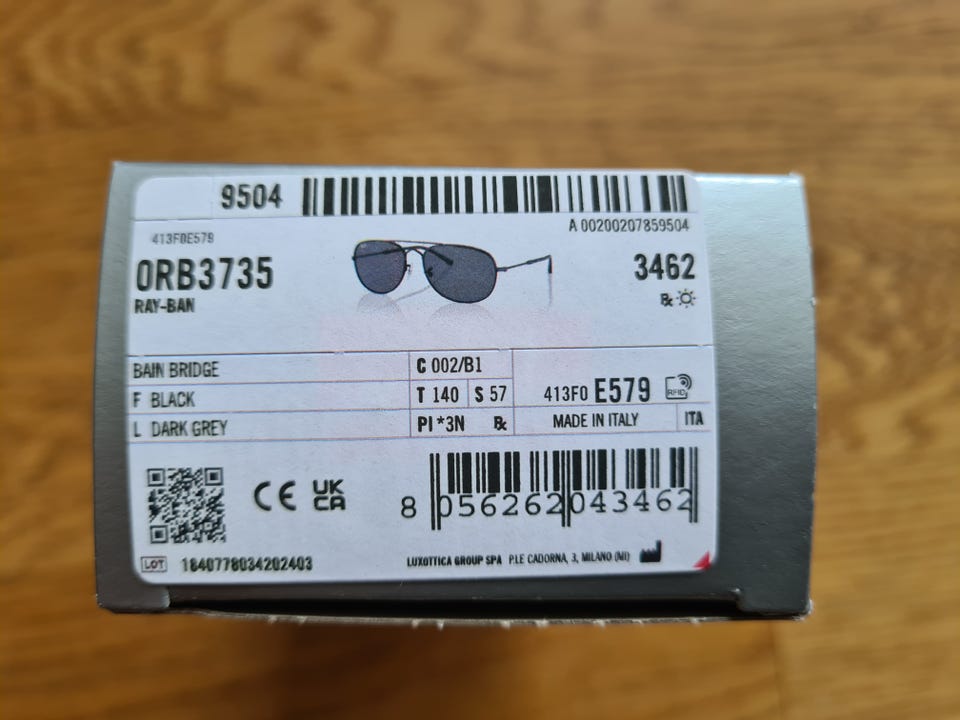 9504
A 00200207859504
413F0E579
0RB3735
RAY-BAN
3462
℞
BAIN BRIDGE
C 002/B1
F BLACK
T 140 S 57
413F0 E579 RFID
L DARK GREY
PI *3N ℞
MADE IN ITALY
ITA
8 056262 043462
CE UK CA
LOT 1840778034202403
LUXOTTICA GROUP SPA P.LE CADORNA, 3, MILANO (MI)